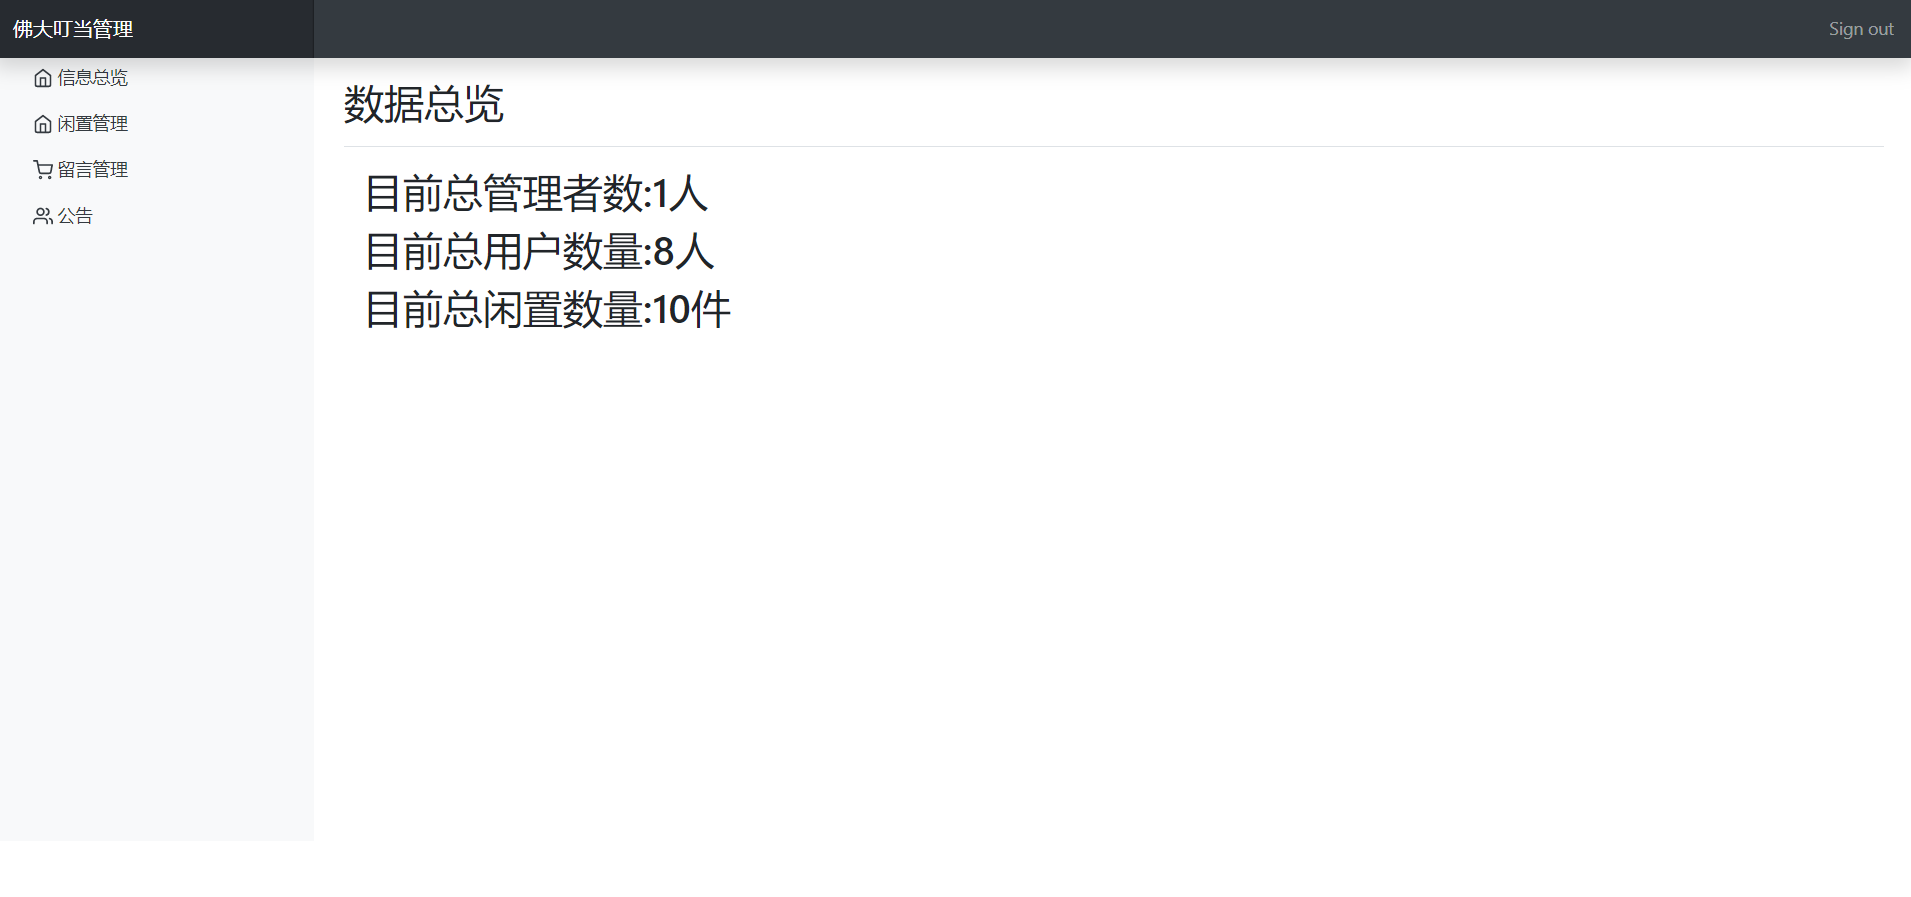 佛大叮当管理
Sign out
信息总览
闲置管理
留言管理
公告
数据总览
目前总管理者数:1人
目前总用户数量:8人
目前总闲置数量:10件